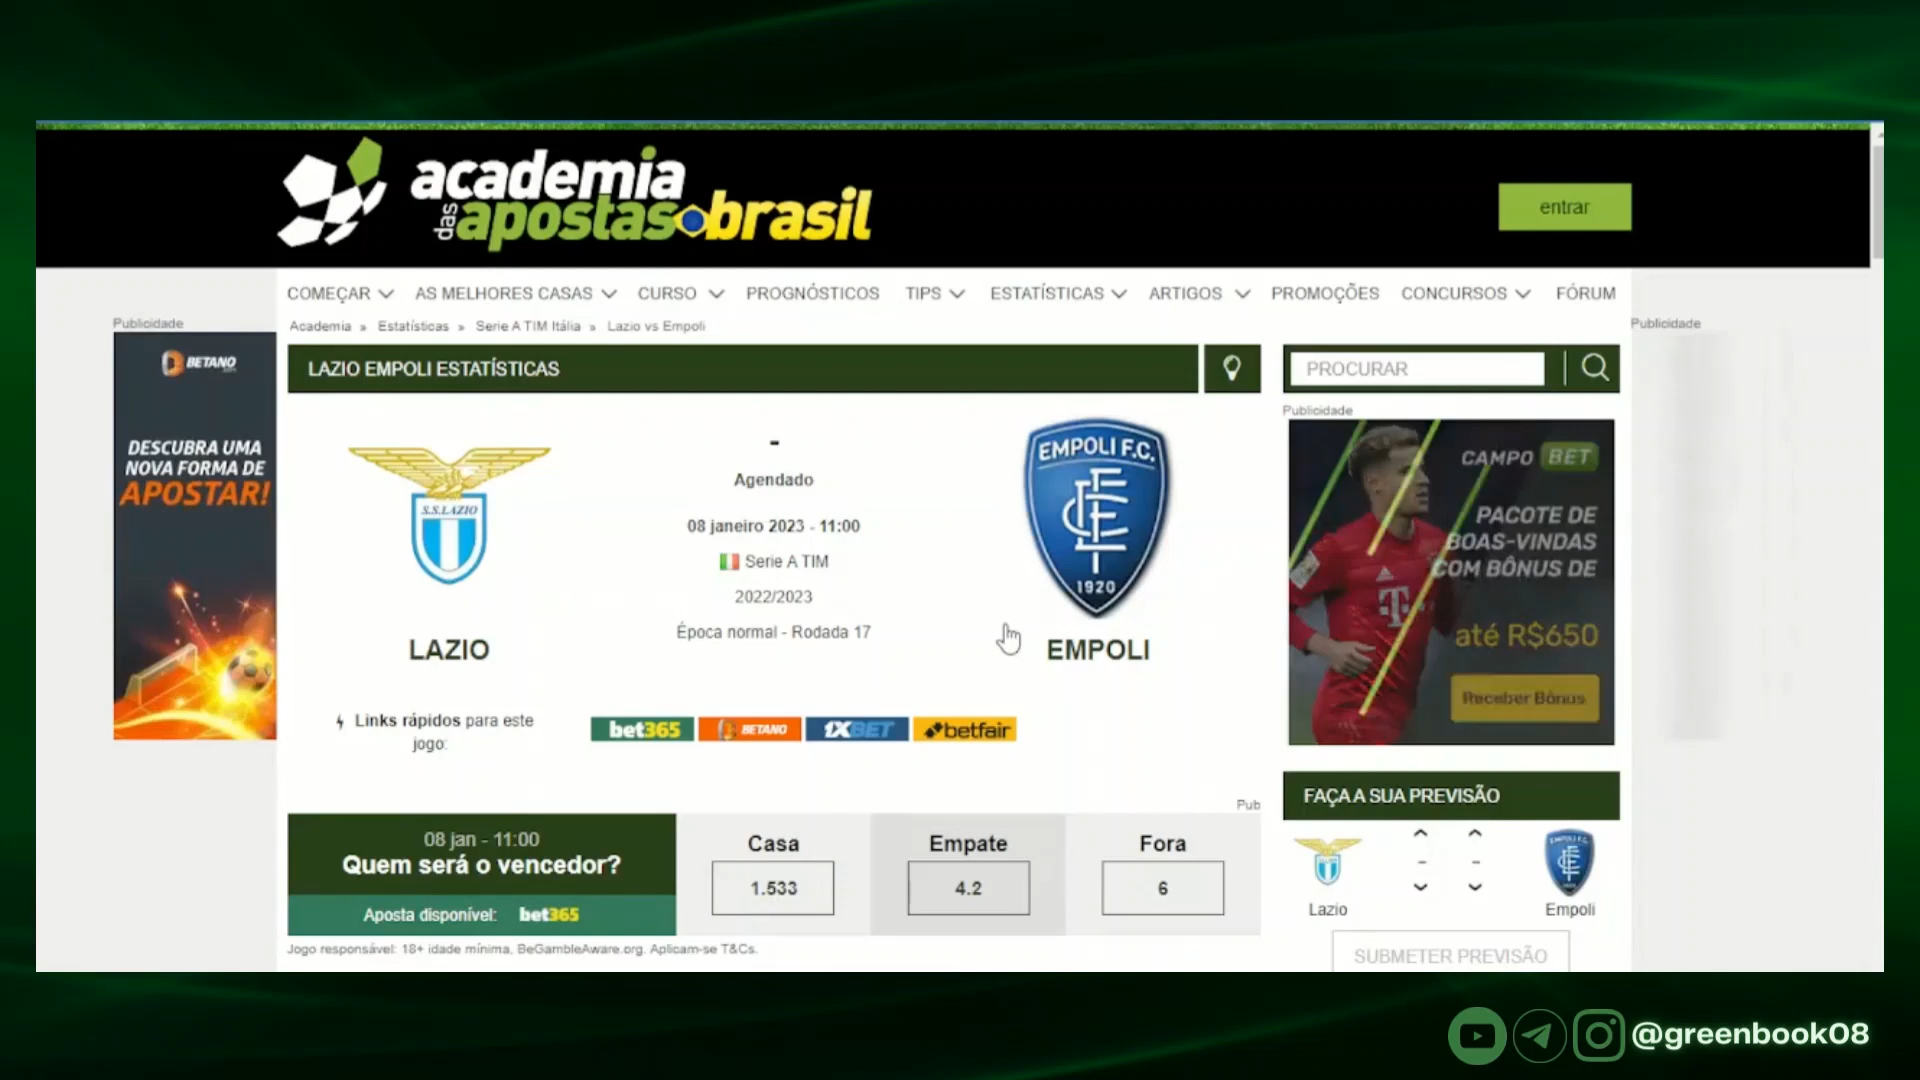 academia
das apostas brasil
entrar
COMEÇAR AS MELHORES CASAS CURSO PROGNÓSTICOS TIPS ESTATÍSTICAS ARTIGOS PROMOÇÕES CONCURSOS FÓRUM
Publicidade
Academia » Estatísticas » Serie A TIM Itália » Lazio vs Empoli
Publicidade
BETANO
DESCUBRA UMA
NOVA FORMA DE
APOSTAR!
LAZIO EMPOLI ESTATÍSTICAS
PROCURAR
S.S.LAZIO
LAZIO
-
Agendado
08 janeiro 2023 - 11:00
Serie A TIM
2022/2023
Época normal - Rodada 17
EMPOLI F.C.
1920
EMPOLI
Links rápidos para este
jogo:
bet365 BETANO 1XBET betfair
Publicidade
CAMPO BET
PACOTE DE
BOAS-VINDAS
COM BÔNUS DE
até R$650
Receber Bônus
Pub
08 jan - 11:00
Quem será o vencedor?
Aposta disponível: bet365
Casa Empate Fora
1.533 4.2 6
Jogo responsável: 18+ idade mínima, BeGambleAware.org. Aplicam-se T&Cs.
FAÇA A SUA PREVISÃO
- -
Lazio Empoli
SUBMETER PREVISÃO
@greenbook08